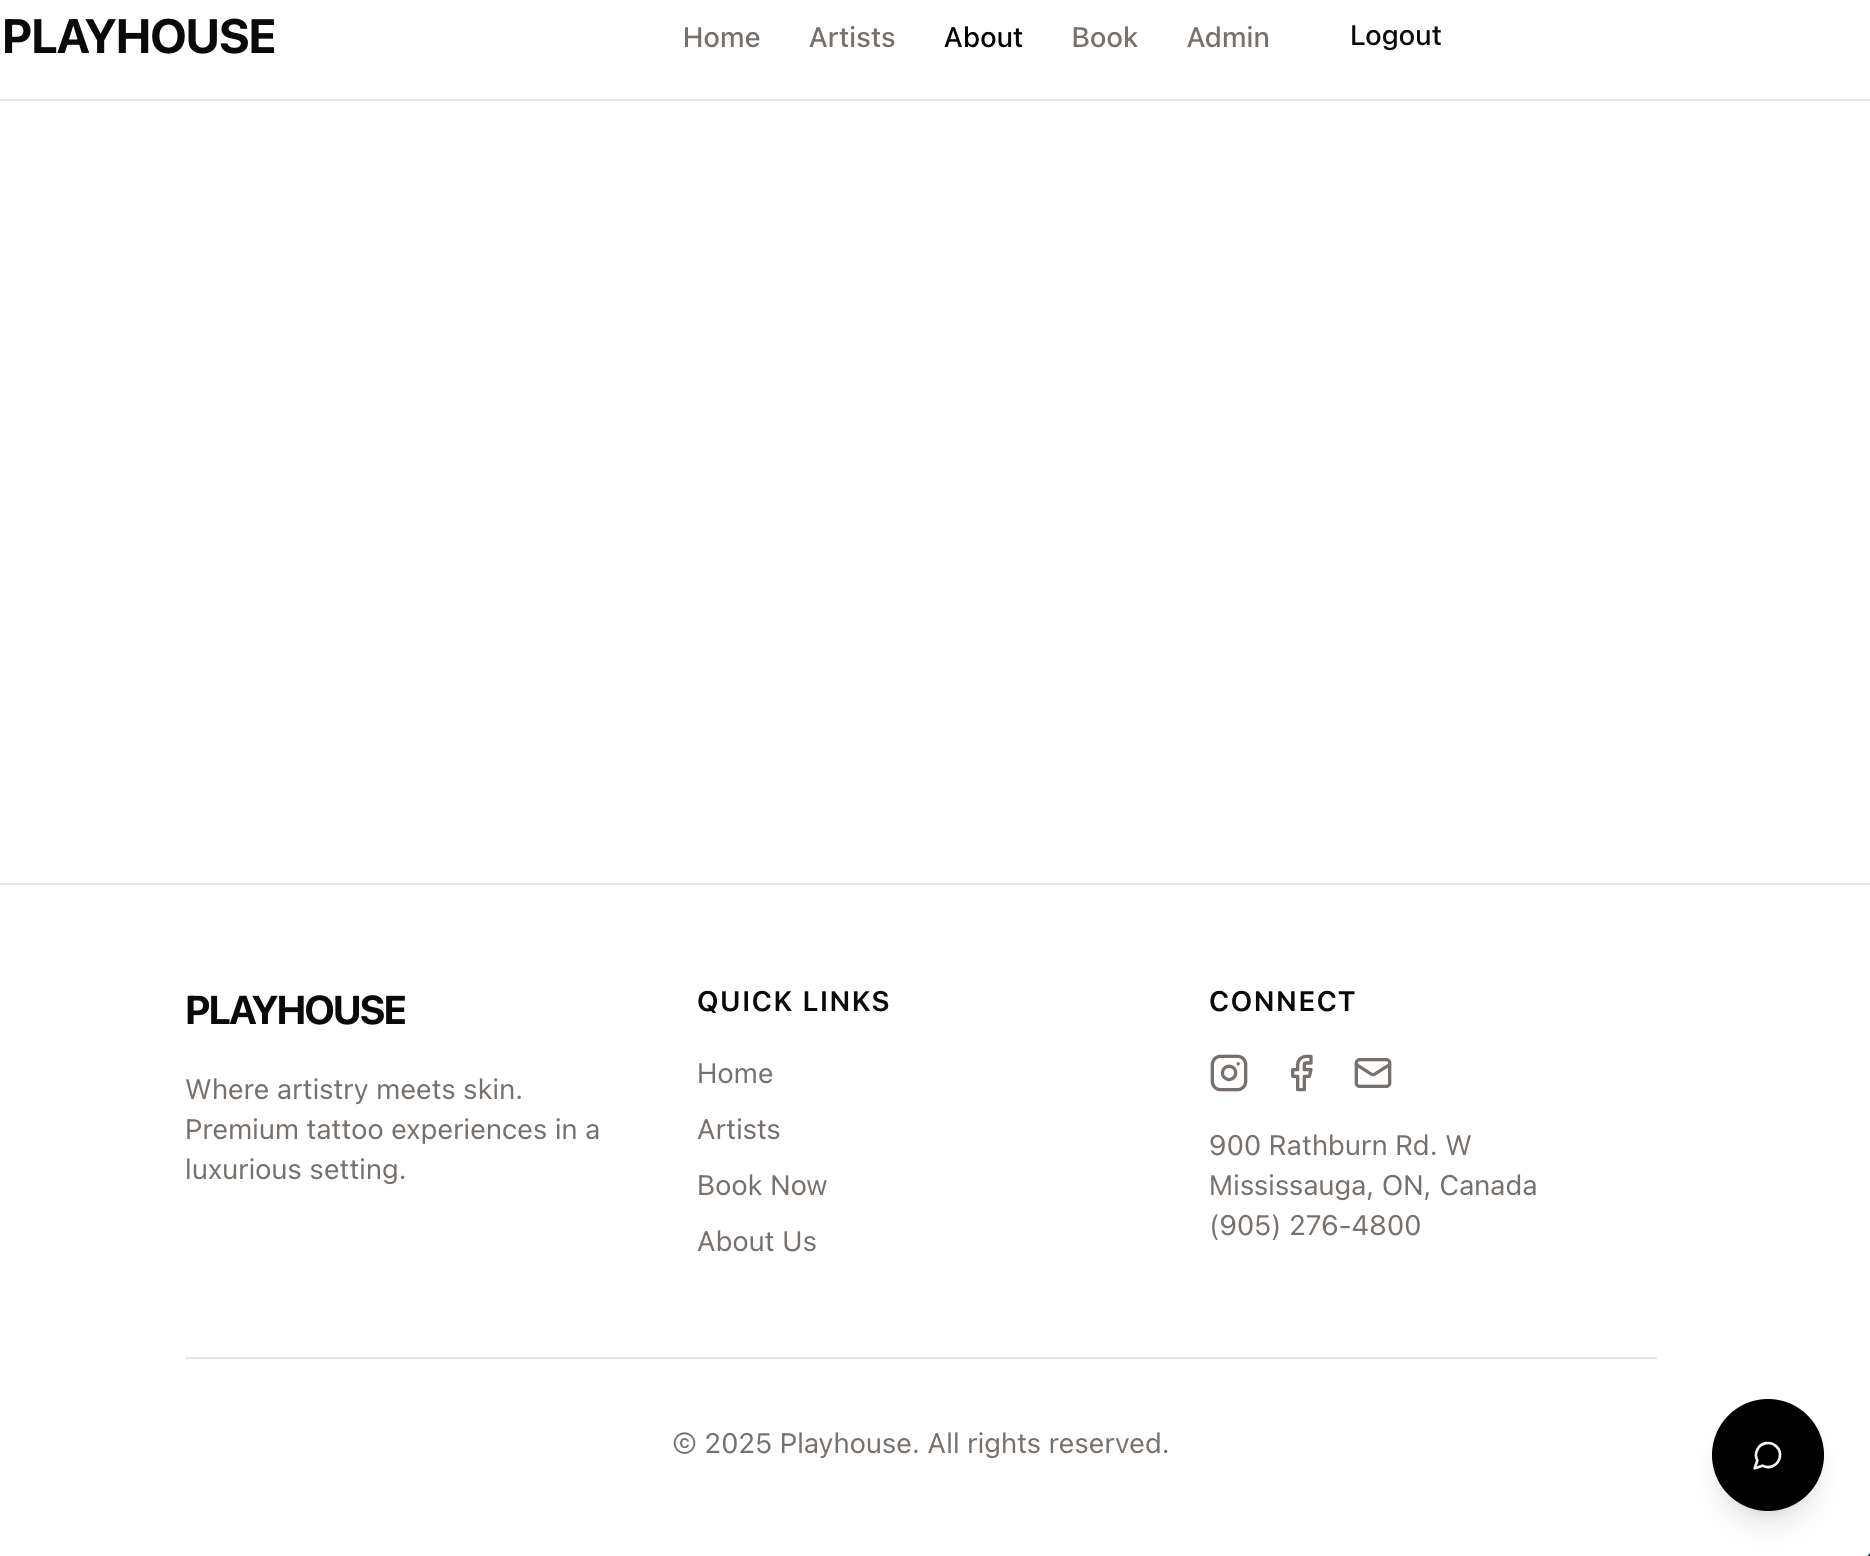 PLAYHOUSE
Home Artists About Book Admin Logout
PLAYHOUSE
Where artistry meets skin.
Premium tattoo experiences in a
luxurious setting.
QUICK LINKS
Home
Artists
Book Now
About Us
CONNECT
900 Rathburn Rd. W
Mississauga, ON, Canada
(905) 276-4800
© 2025 Playhouse. All rights reserved.